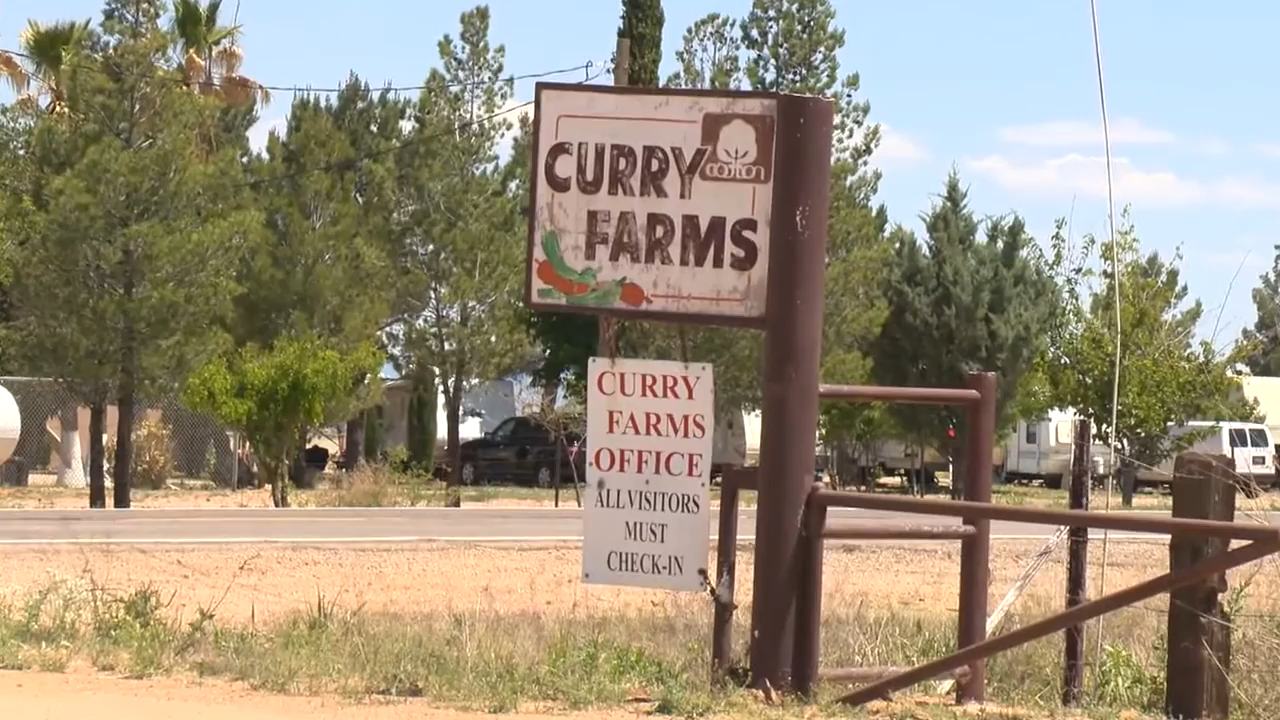 CURRY
cotton
FARMS
CURRY
FARMS
OFFICE
ALL VISITORS
MUST
CHECK-IN